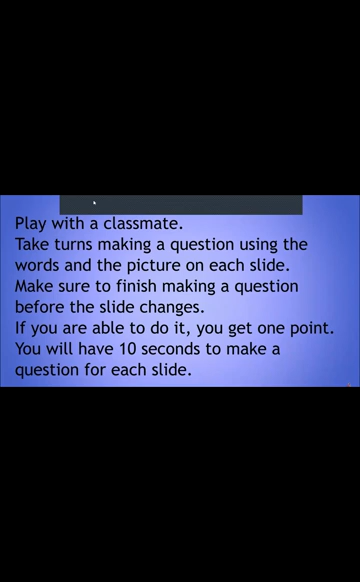 Play with a classmate.
Take turns making a question using the
words and the picture on each slide.
Make sure to finish making a question
before the slide changes.
If you are able to do it, you get one point.
You will have 10 seconds to make a
question for each slide.